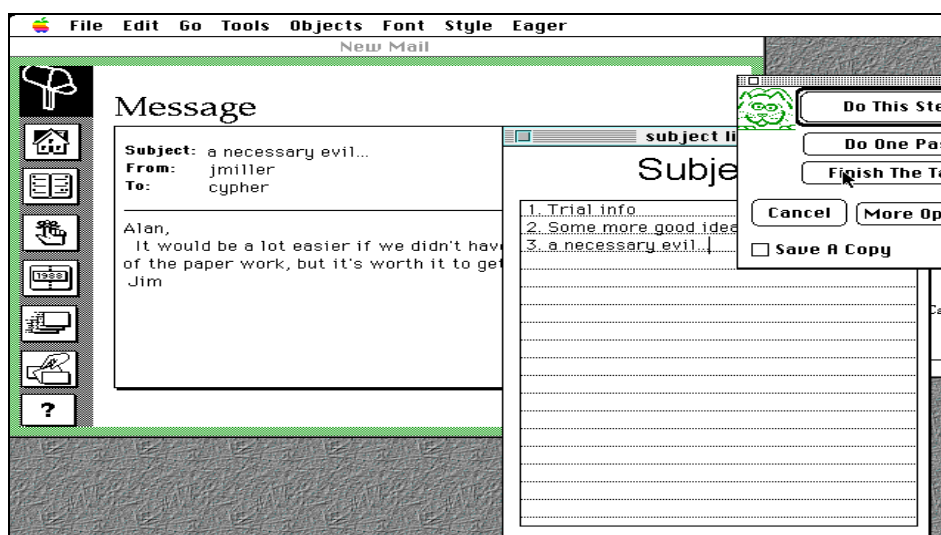 File Edit Go Tools Objects Font Style Eager
New Mail
Message
Subject: a necessary evil...
From: jmiller
To: cypher
Alan,
It would be a lot easier if we didn't hav
of the paper work, but it's worth it to get
Jim
1988
?
subject li
Subje
1. Trial info
2. Some more good idea
3. a necessary evil...
Do This Ste
Do One Pas
Finish The Ta
Cancel
More Op
Save A Copy
Ca